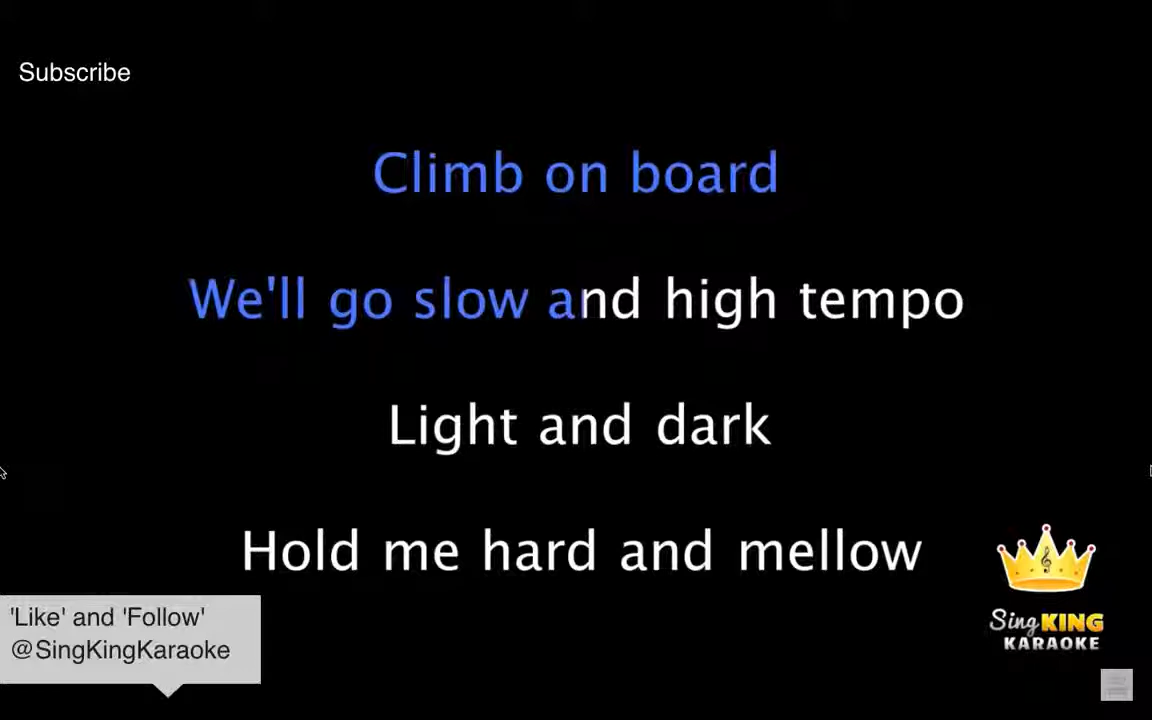 Subscribe
Climb on board
We'll go slow and high tempo
Light and dark
Hold me hard and mellow
'Like' and 'Follow'
@SingKingKaraoke
Sing KING
KARAOKE